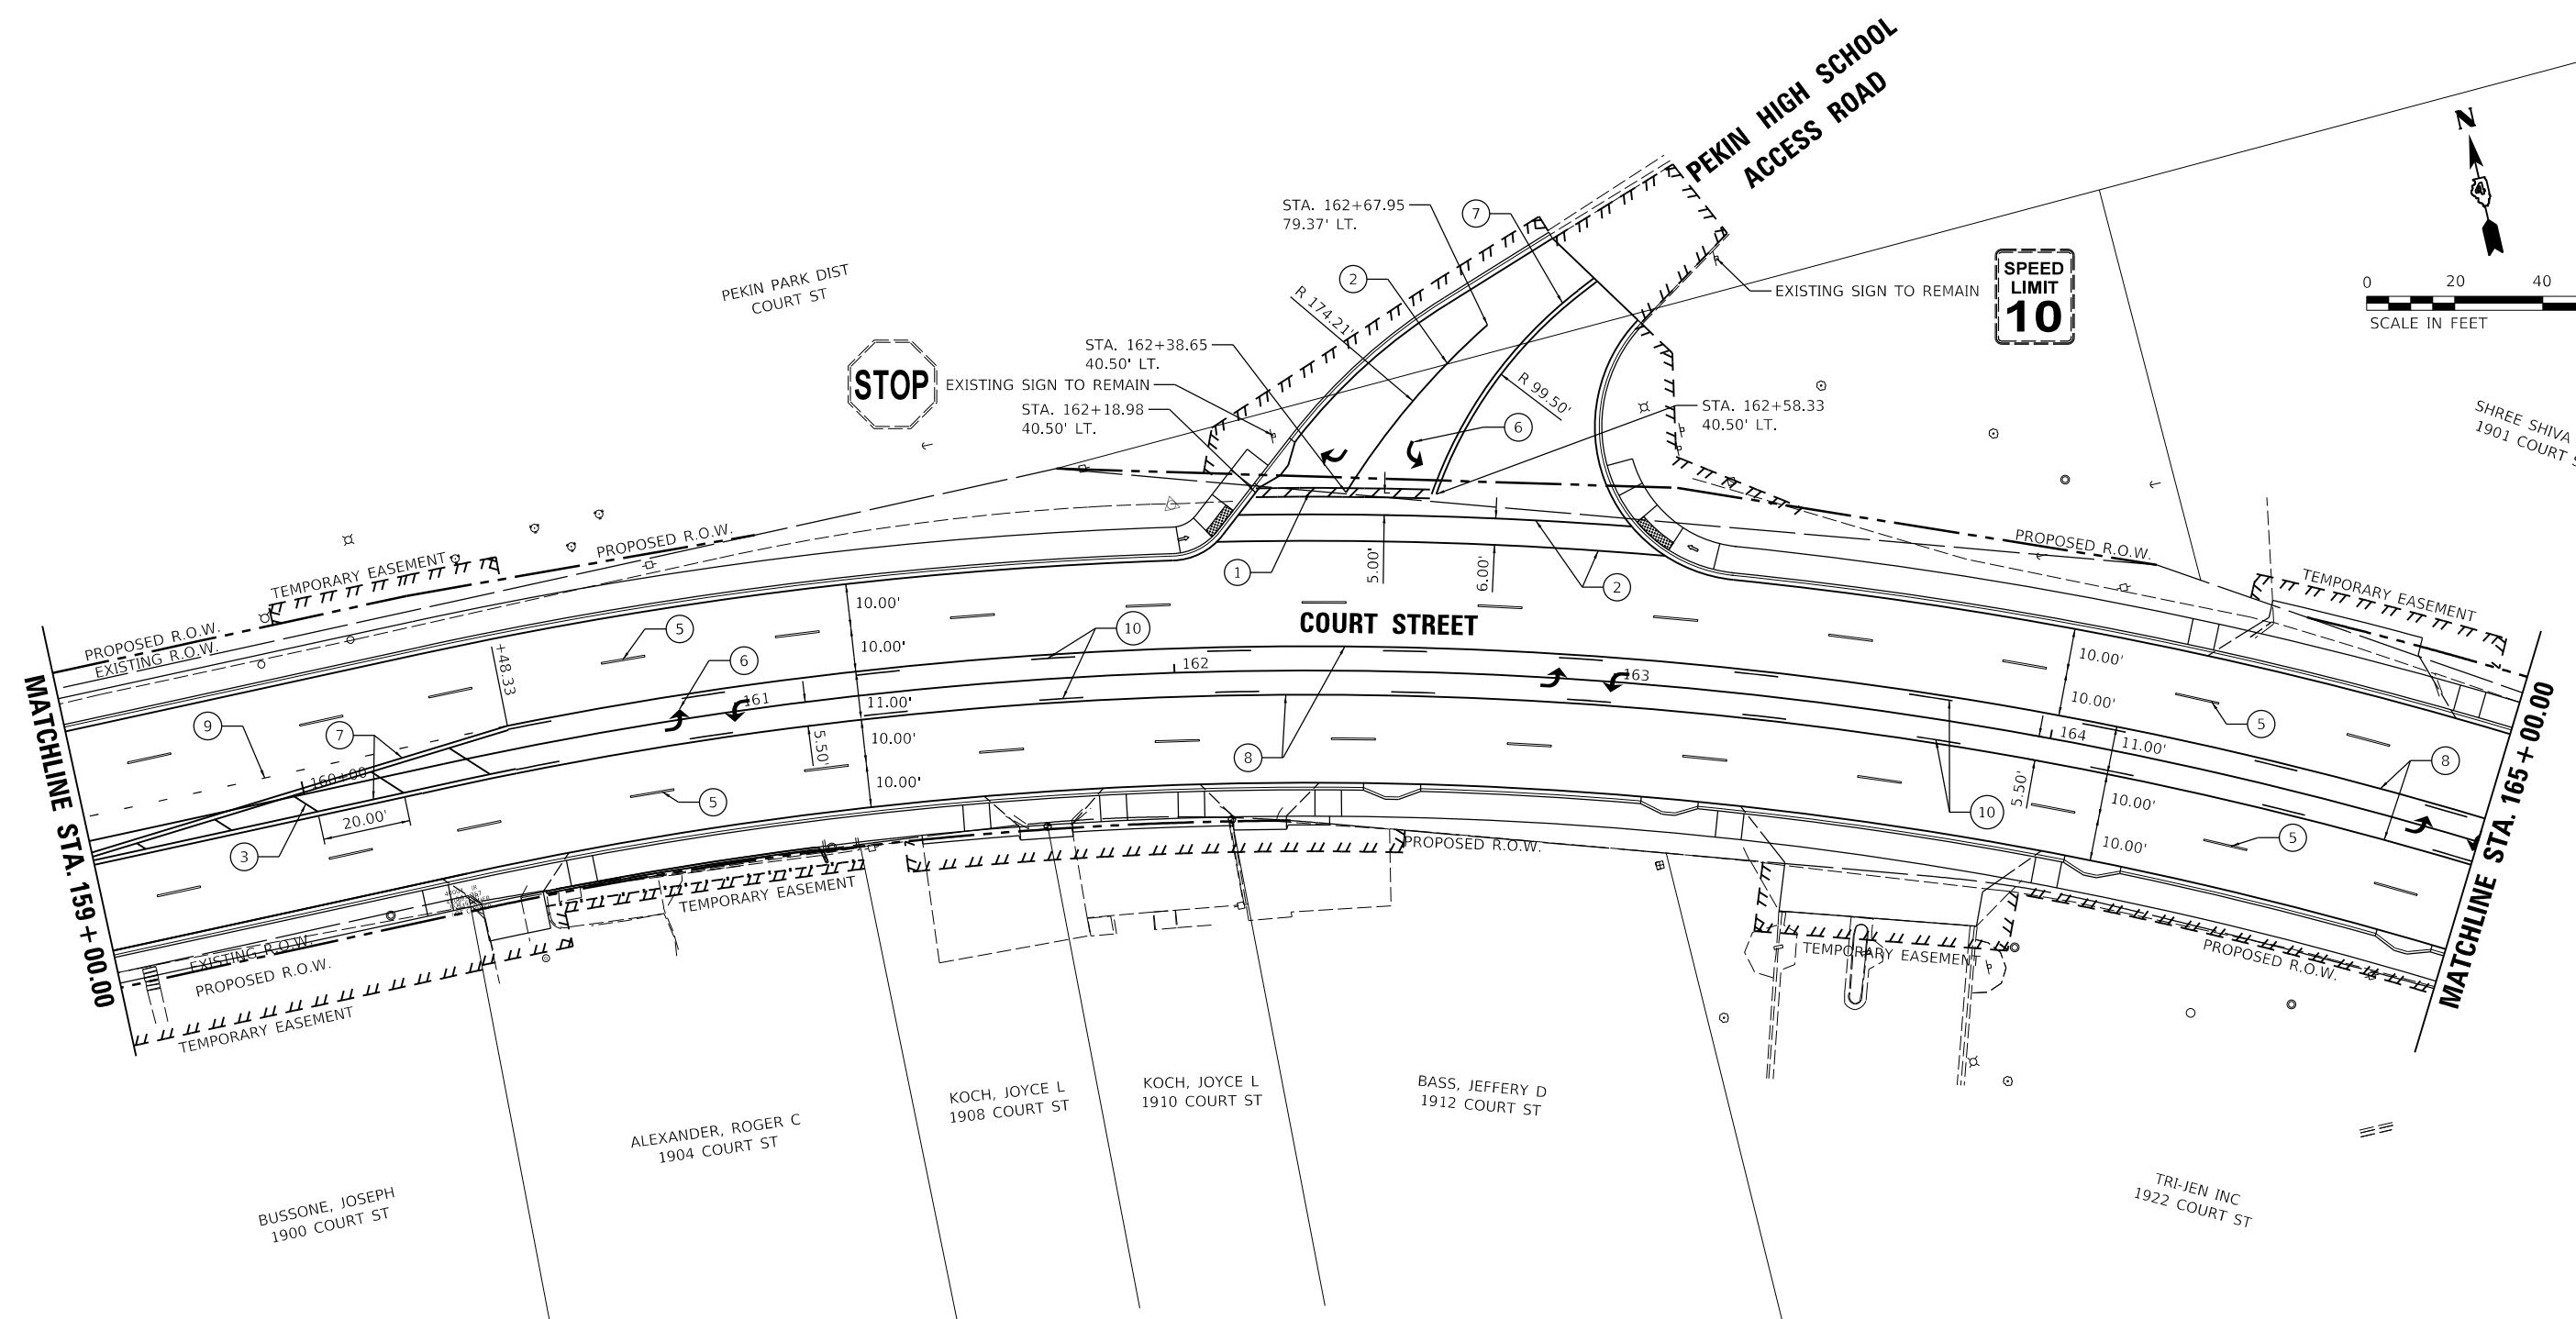 PEKIN HIGH SCHOOL
ACCESS ROAD
N
0 20 40
SCALE IN FEET
SPEED
LIMIT
10
EXISTING SIGN TO REMAIN
STA. 162+67.95
79.37' LT.
7
2
R 174.21'
PEKIN PARK DIST
COURT ST
STOP
STA. 162+38.65
40.50' LT.
EXISTING SIGN TO REMAIN
STA. 162+18.98
40.50' LT.
R 99.50'
6
STA. 162+58.33
40.50' LT.
SHREE SHIVA
1901 COURT
PROPOSED R.O.W.
TEMPORARY EASEMENT
PROPOSED R.O.W.
EXISTING R.O.W.
1
5.00'
6.00'
2
PROPOSED R.O.W.
TEMPORARY EASEMENT
MATCHLINE STA. 159+00.00
+48.33
5
6
10.00'
10.00'
11.00'
10.00'
10.00'
10
COURT STREET
161
162
163
164
160+00
9
7
3
20.00'
5
5.50'
8
10
5.50'
10.00'
10.00'
11.00'
10.00'
10.00'
5
8
5
MATCHLINE STA. 165+00.00
EXISTING R.O.W.
PROPOSED R.O.W.
TEMPORARY EASEMENT
TEMPORARY EASEMENT
PROPOSED R.O.W.
TEMPORARY EASEMENT
PROPOSED R.O.W.
BUSSONE, JOSEPH
1900 COURT ST
ALEXANDER, ROGER C
1904 COURT ST
KOCH, JOYCE L
1908 COURT ST
KOCH, JOYCE L
1910 COURT ST
BASS, JEFFERY D
1912 COURT ST
TRI-JEN INC
1922 COURT ST